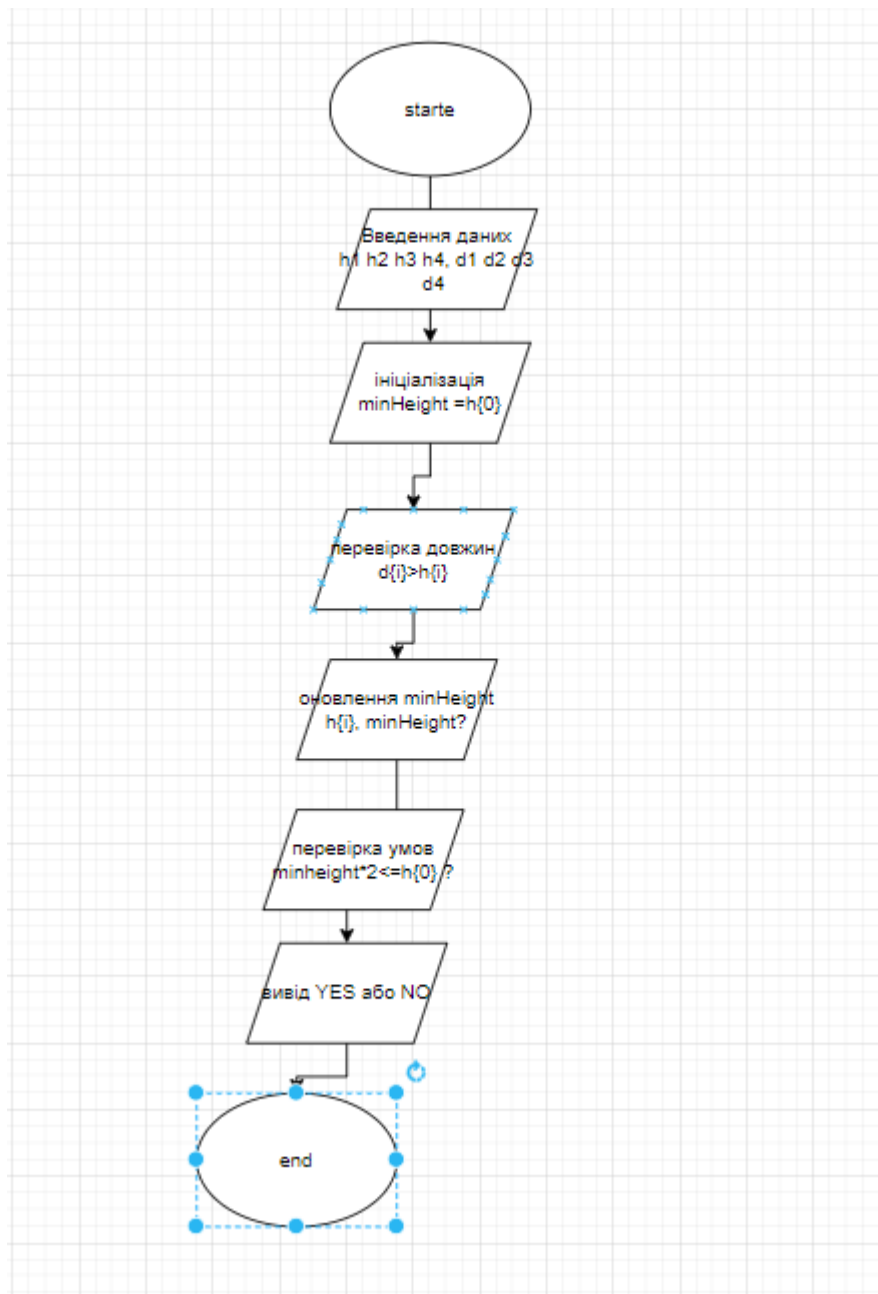 starte
Введення даних
h1 h2 h3 h4, d1 d2 d3
d4
ініціалізація
minHeight =h{0}
перевірка довжин
d{i}>h{i}
оновлення minHeight
h{i}, minHeight?
перевірка умов
minheight*2<=h{0} ?
вивід YES або NO
end